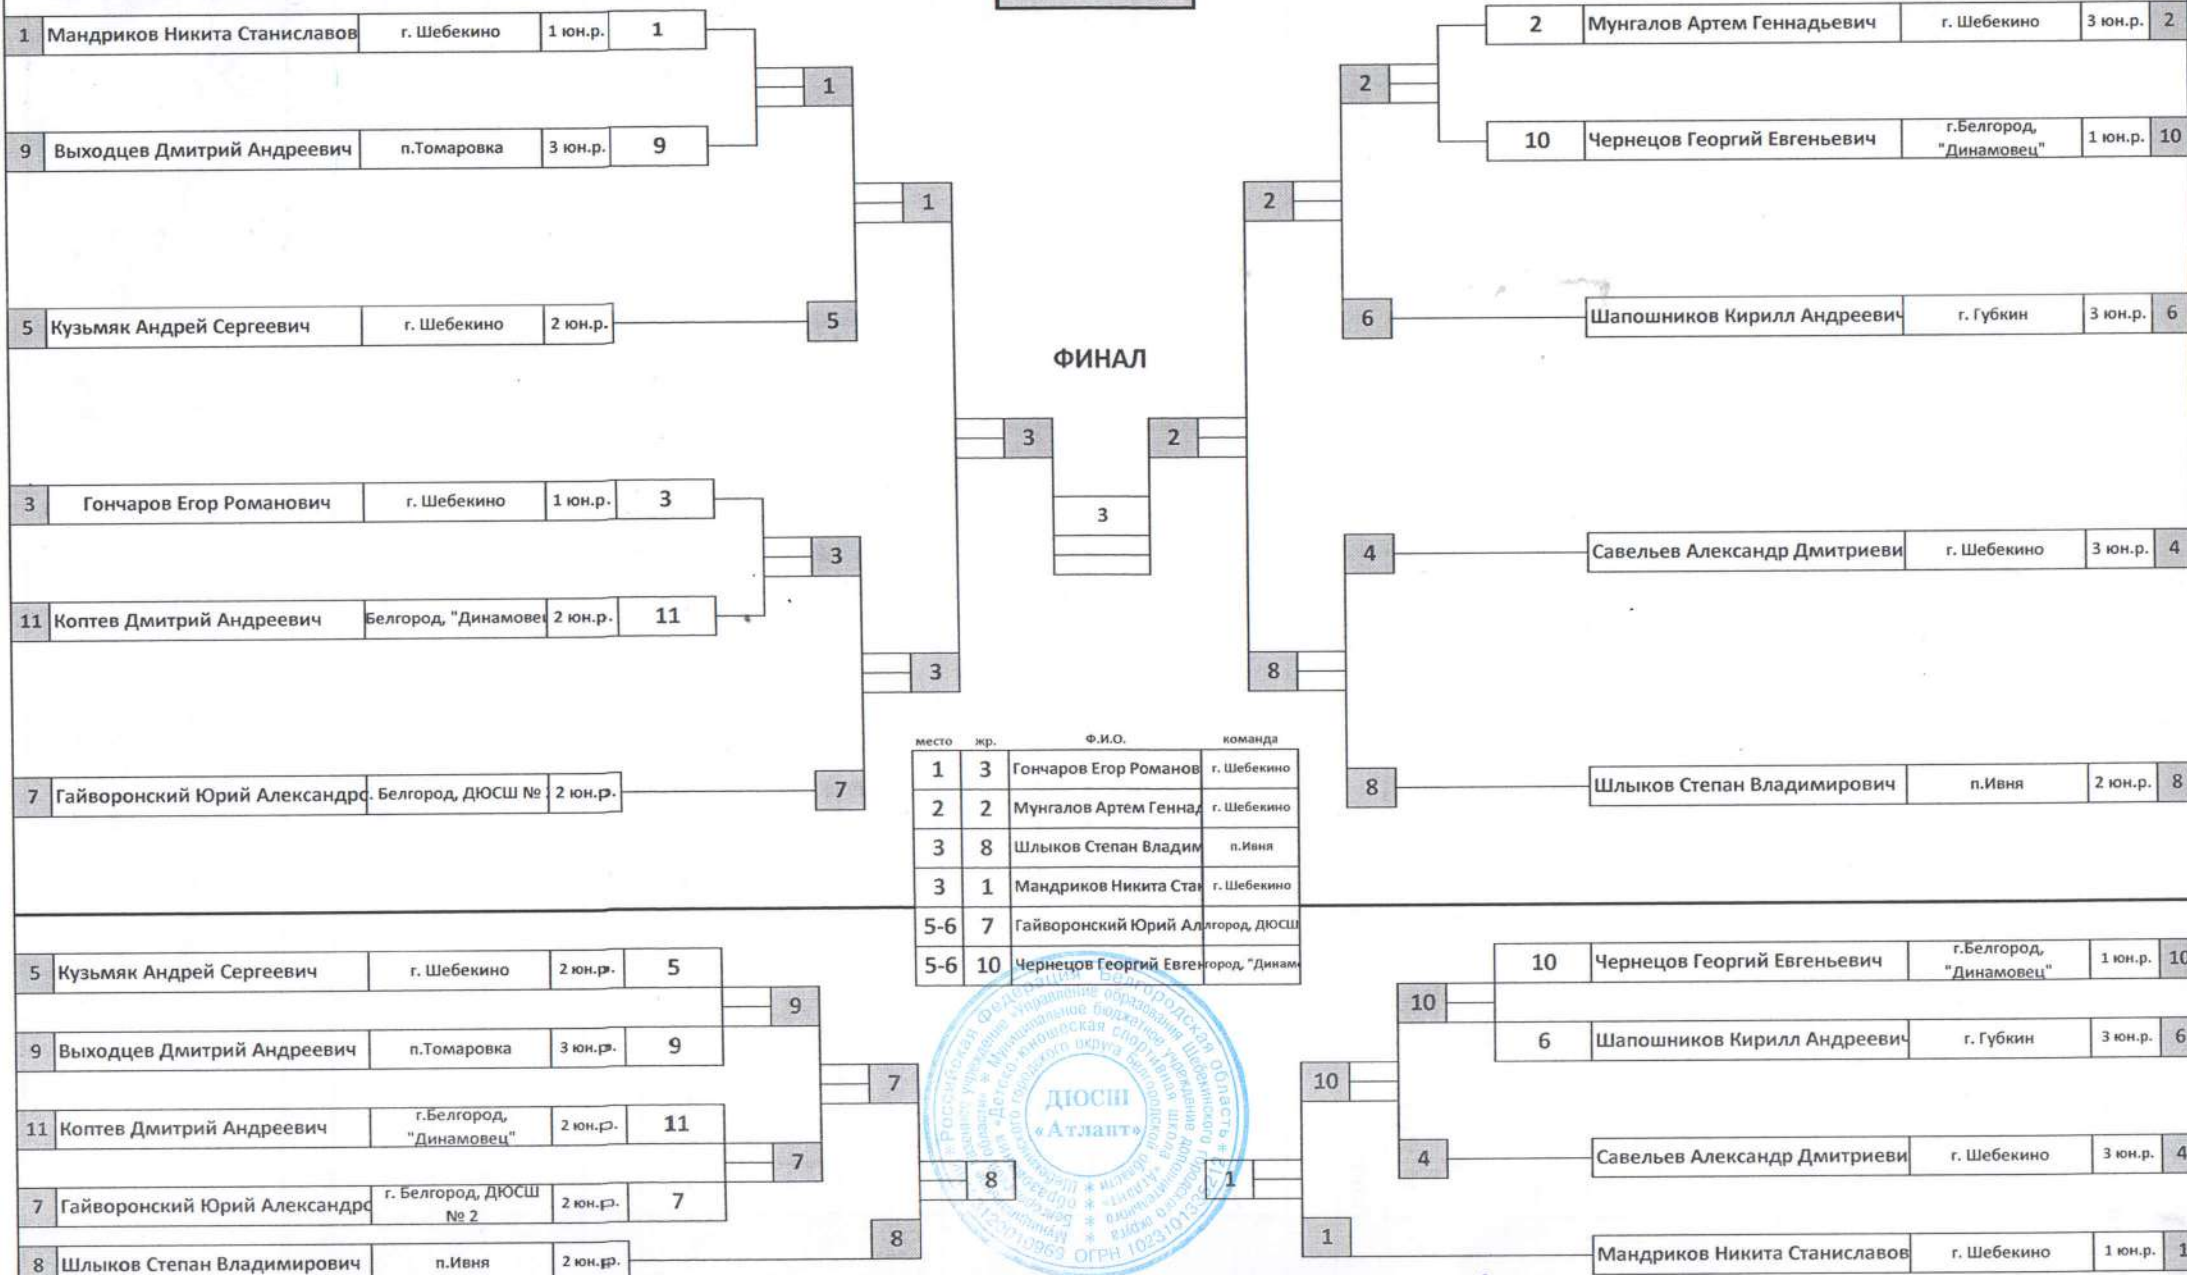 1 Мандриков Никита Станиславов г. Шебекино 1 юн.р. 1
1
9 Выходцев Дмитрий Андреевич п.Томаровка 3 юн.р. 9
1
5 Кузьмяк Андрей Сергеевич г. Шебекино 2 юн.р. 5
3
3 Гончаров Егор Романович г. Шебекино 1 юн.р. 3
3
11 Коптев Дмитрий Андреевич Белгород, "Динамовец 2 юн.р. 11
3
7 Гайворонский Юрий Александро . Белгород, ДЮСШ № 2 юн.р. 7
2 Мунгалов Артем Геннадьевич г. Шебекино 3 юн.р. 2
2
10 Чернецов Георгий Евгеньевич г.Белгород, "Динамовец" 1 юн.р. 10
2
6 Шапошников Кирилл Андреевич г. Губкин 3 юн.р. 6
ФИНАЛ
2
3
4 Савельев Александр Дмитриеви г. Шебекино 3 юн.р. 4
8
8 Шлыков Степан Владимирович п.Ивня 2 юн.р. 8
место жр. Ф.И.О. команда
1 3 Гончаров Егор Романов г. Шебекино
2 2 Мунгалов Артем Геннад г. Шебекино
3 8 Шлыков Степан Владим п.Ивня
3 1 Мандриков Никита Ста г. Шебекино
5-6 7 Гайворонский Юрий Ал лгород, ДЮСШ
5-6 10 Чернецов Георгий Евге город, "Динам
5 Кузьмяк Андрей Сергеевич г. Шебекино 2 юн.р. 5
9
9 Выходцев Дмитрий Андреевич п.Томаровка 3 юн.р. 9
7
11 Коптев Дмитрий Андреевич г.Белгород, "Динамовец" 2 юн.р. 11
7
8
7 Гайворонский Юрий Александро г. Белгород, ДЮСШ № 2 2 юн.р. 7
8
8 Шлыков Степан Владимирович п.Ивня 2 юн.р.
ДЮСШ
«Атлант»
10 Чернецов Георгий Евгеньевич г.Белгород, "Динамовец" 1 юн.р. 10
10
6 Шапошников Кирилл Андреевич г. Губкин 3 юн.р. 6
10
4 Савельев Александр Дмитриеви г. Шебекино 3 юн.р. 4
1
1
Мандриков Никита Станиславов г. Шебекино 1 юн.р. 1